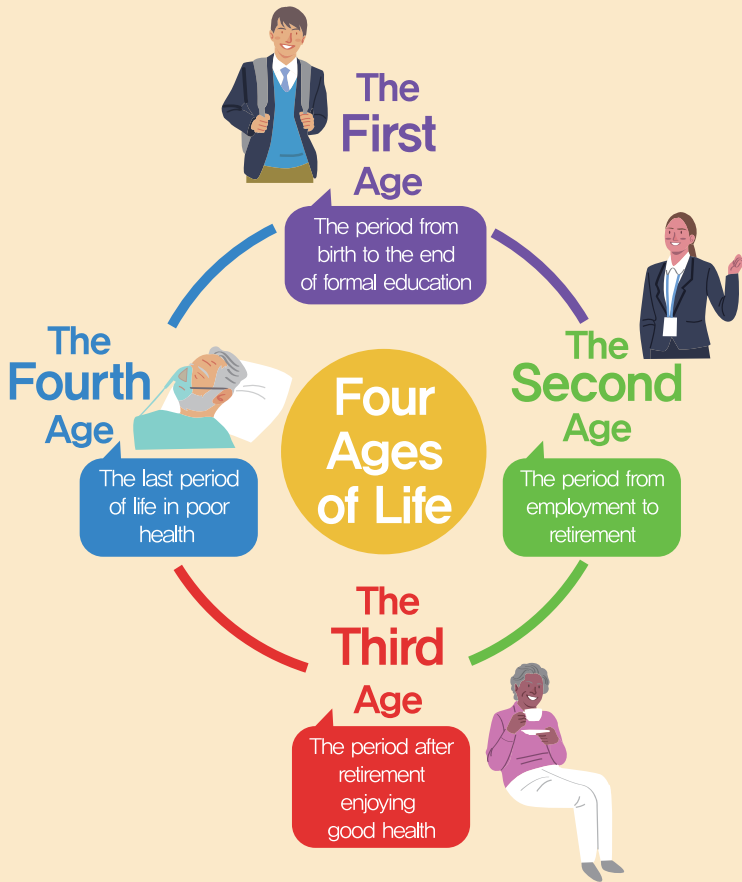 The
First
Age
The period from
birth to the end
of formal education
The
Second
Age
The period from
employment to
retirement
The
Third
Age
The period after
retirement
enjoying
good health
The
Fourth
Age
The last period
of life in poor
health
Four
Ages
of Life